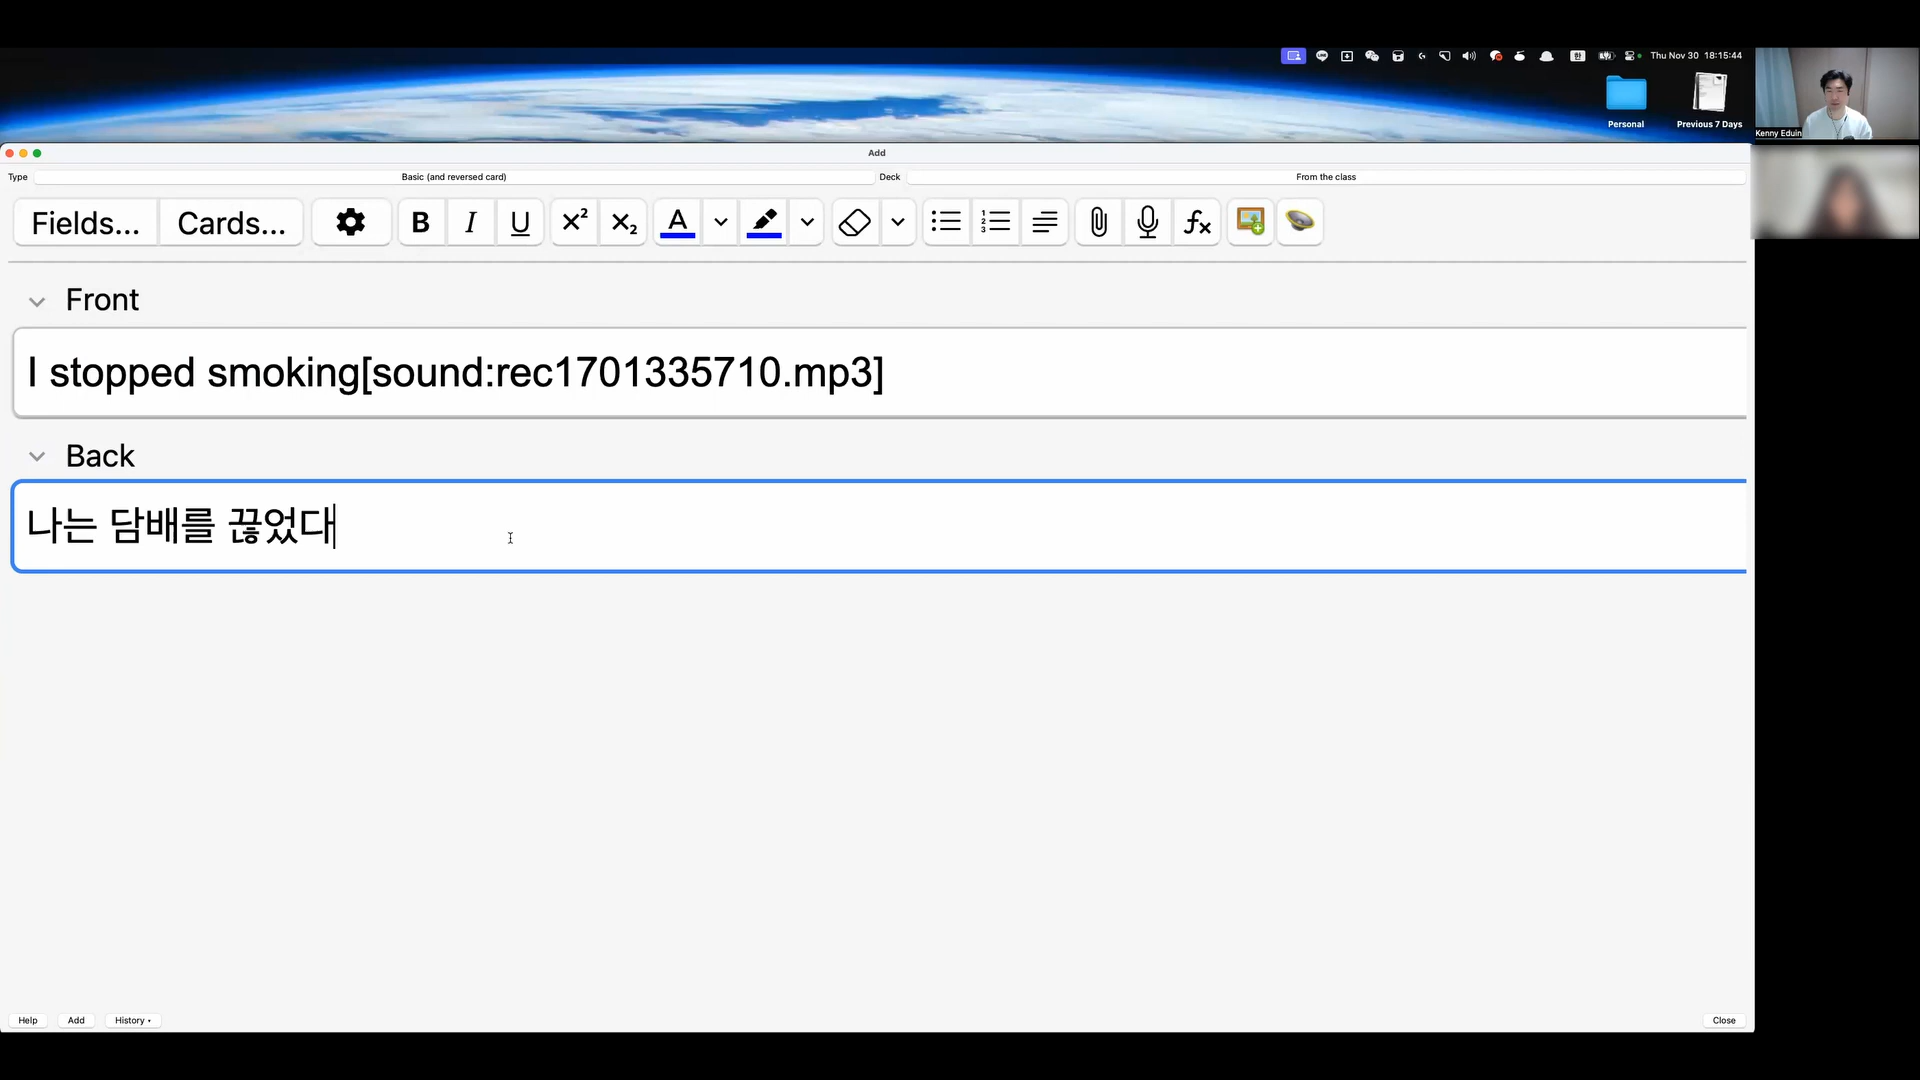 Thu Nov 30 18:15:44
Personal
Previous 7 Days
Kenny Eduin
Add
Type
Basic (and reversed card)
Deck
From the class
Fields...
Cards...
Front
I stopped smoking[sound:rec1701335710.mp3]
Back
나는 담배를 끊었다
Help
Add
History
Close